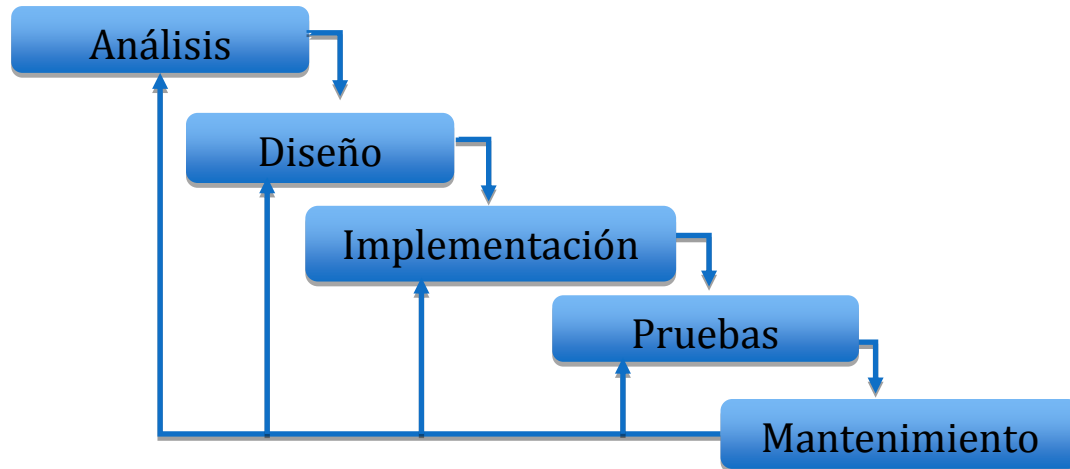 Análisis
Diseño
Implementación
Pruebas
Mantenimiento